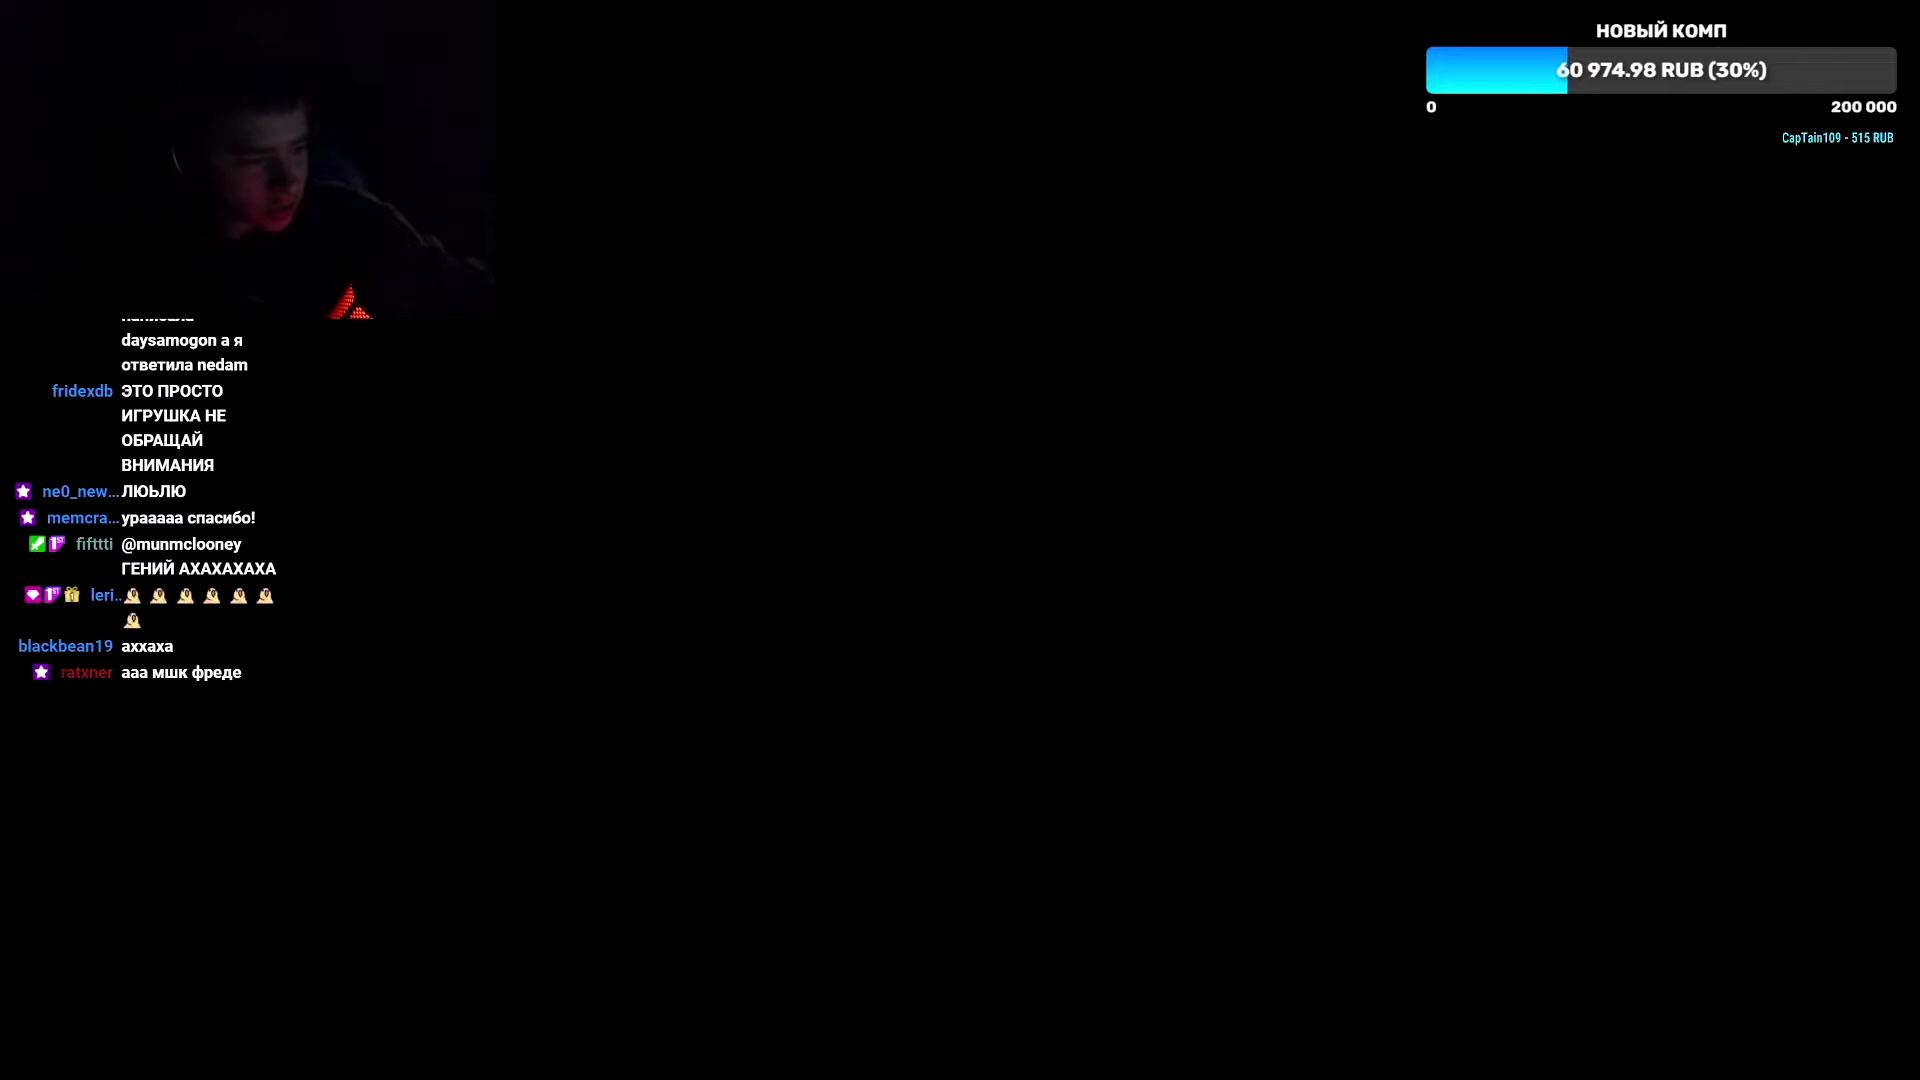 НОВЫЙ КОМП
60 974.98 RUB (30%)
0 200 000
CapTain109 - 515 RUB
daysamogon а я
ответила nedam
fridexdb ЭТО ПРОСТО
ИГРУШКА НЕ
ОБРАЩАЙ
ВНИМАНИЯ
ne0_new... ЛЮЬЛЮ
memcra... урааааа спасибо!
fifttti @munmclooney
ГЕНИЙ АХАХАХАХА
leri..
blackbean19 аххаха
ratxner ааа мшк фреде